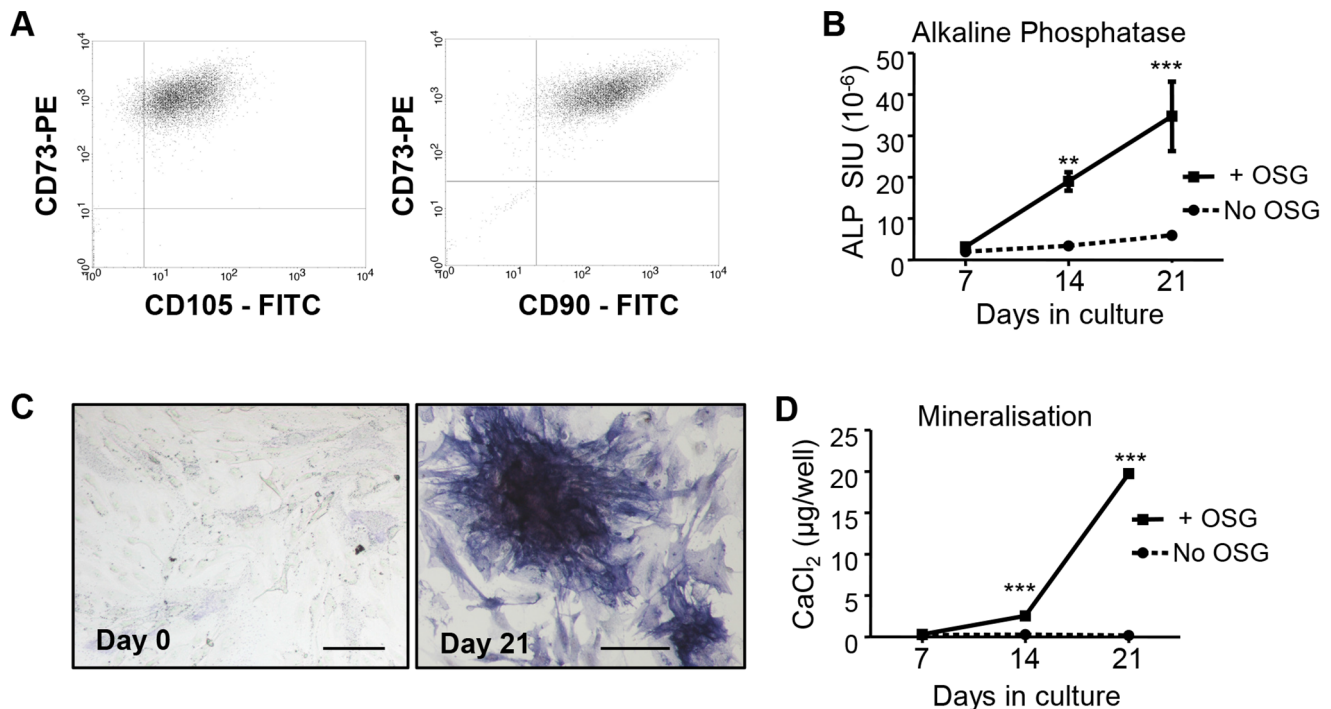 A
CD73-PE
10⁴
10³
10²
10¹
10⁰
10⁰ 10¹ 10² 10³ 10⁴
CD105 - FITC
CD73-PE
10⁴
10³
10²
10¹
10⁰
10⁰ 10¹ 10² 10³ 10⁴
CD90 - FITC
B
Alkaline Phosphatase
ALP SIU (10⁻⁶)
50
40
30
20
10
0
**
***
+ OSG
No OSG
7 14 21
Days in culture
C
Day 0
Day 21
D
Mineralisation
CaCl₂ (µg/well)
25
20
15
10
5
0
***
***
+ OSG
No OSG
7 14 21
Days in culture